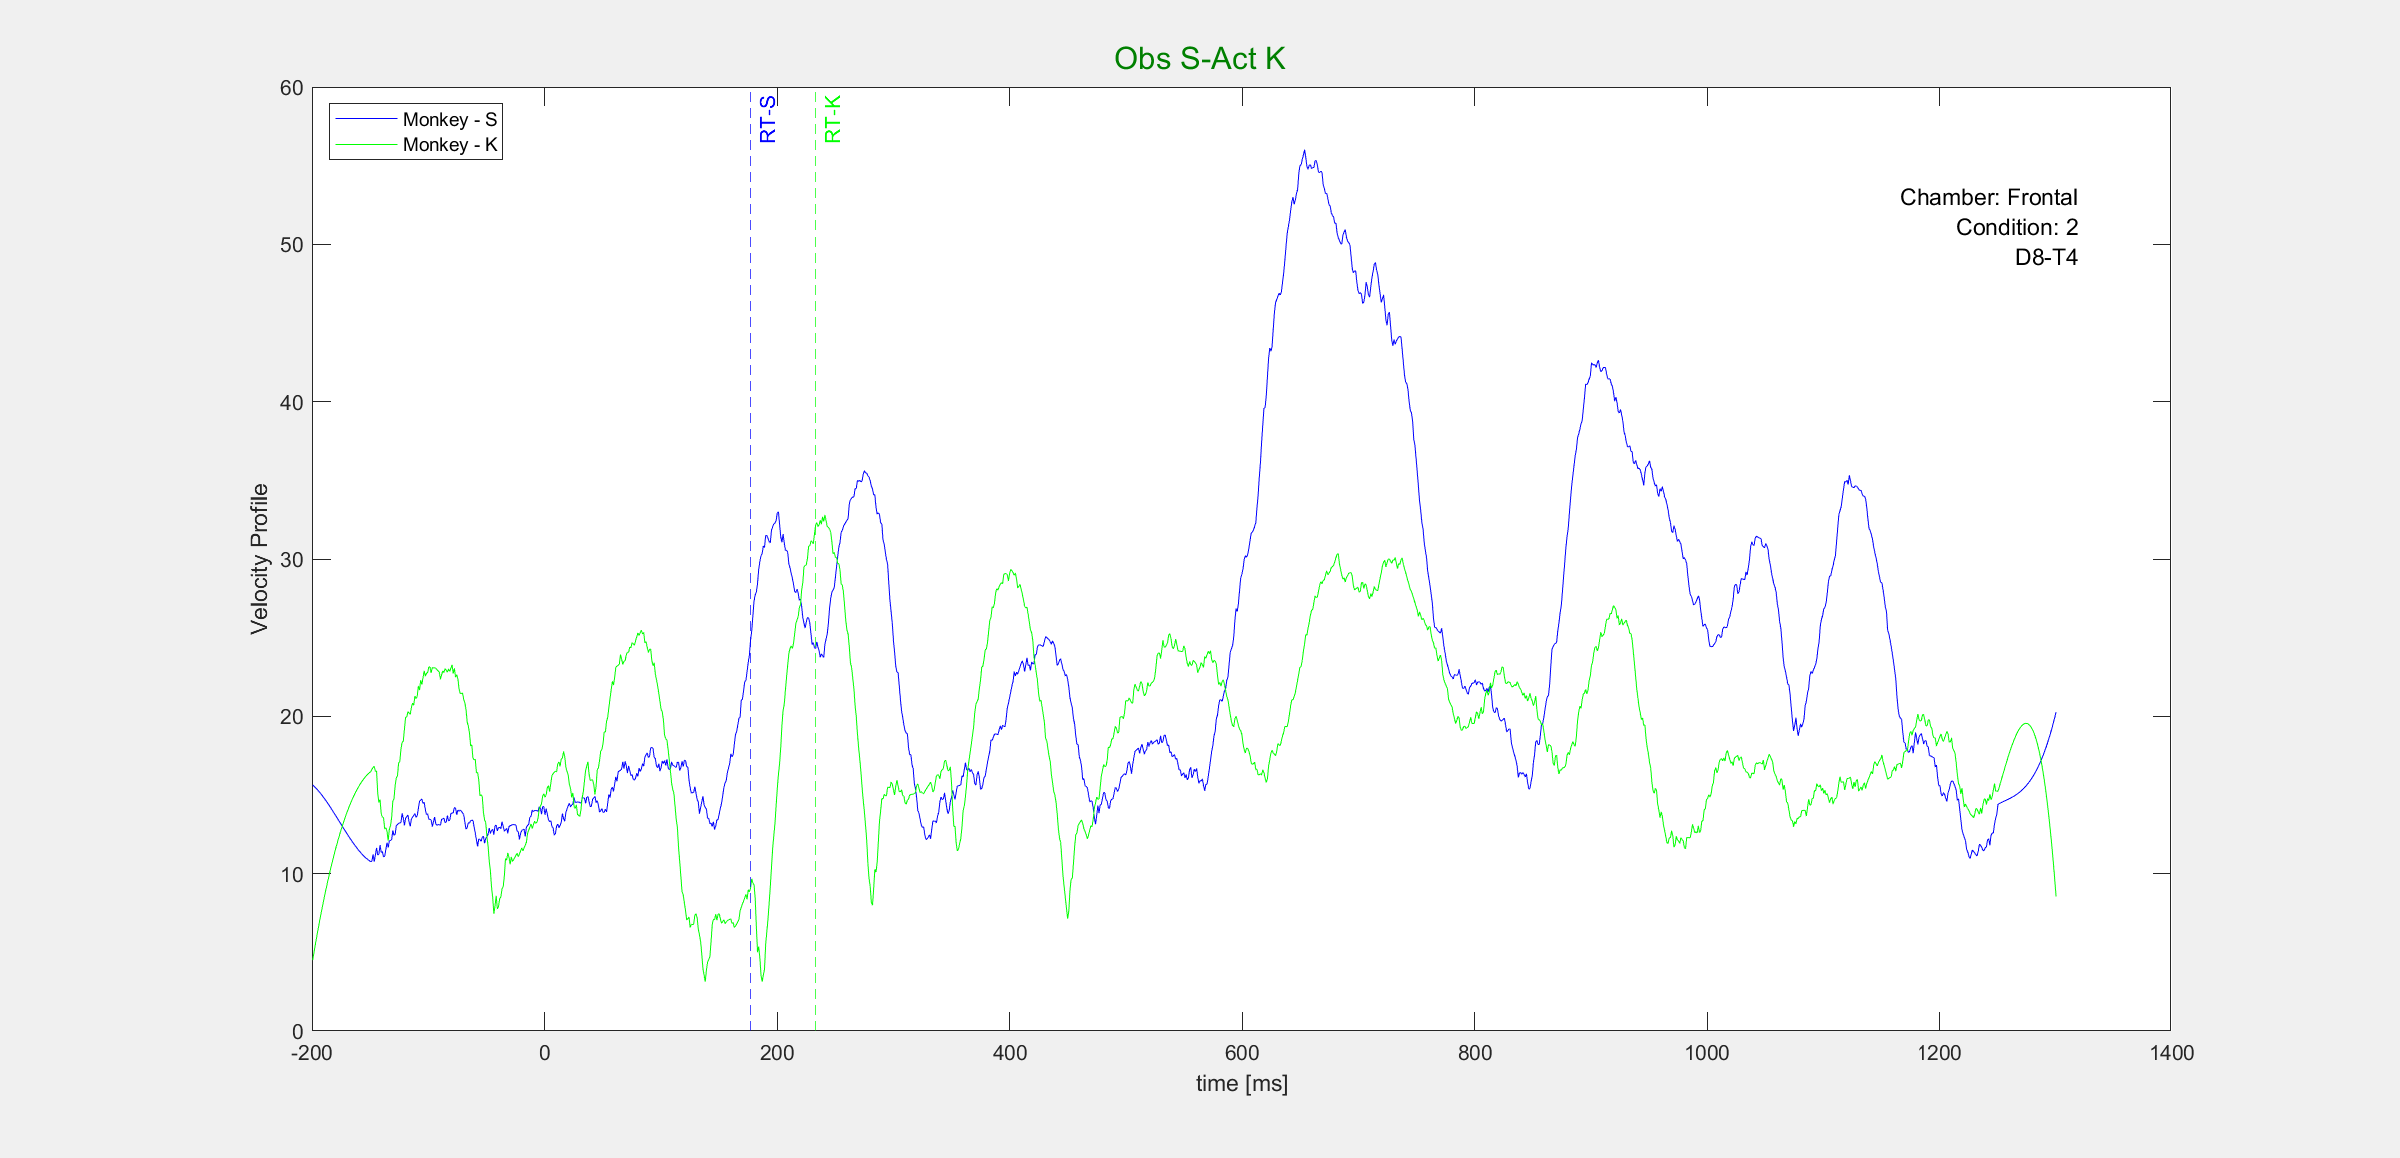 Obs S-Act K
60
50
40
30
20
10
0
-200
0
200
400
600
800
1000
1200
1400
Velocity Profile
time [ms]
Monkey - S
Monkey - K
RT-S
RT-K
Chamber: Frontal
Condition: 2
D8-T4